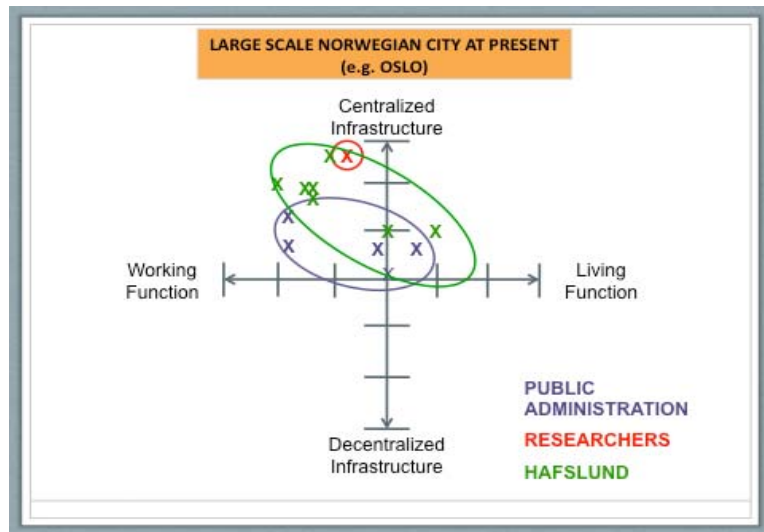 LARGE SCALE NORWEGIAN CITY AT PRESENT
(e.g. OSLO)
Centralized
Infrastructure
X X
X X X
X
X
X X
X X X
X
Working
Function
Living
Function
Decentralized
Infrastructure
PUBLIC
ADMINISTRATION
RESEARCHERS
HAFSLUND